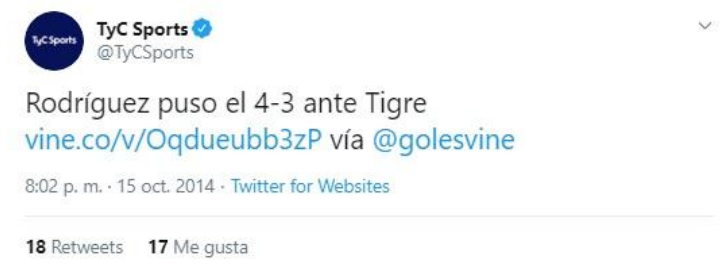 TyC Sports
TyC Sports
@TyCSports
Rodríguez puso el 4-3 ante Tigre
vine.co/v/Oqdueubb3zP vía @golesvine
8:02 p. m. · 15 oct. 2014 · Twitter for Websites
18 Retweets 17 Me gusta